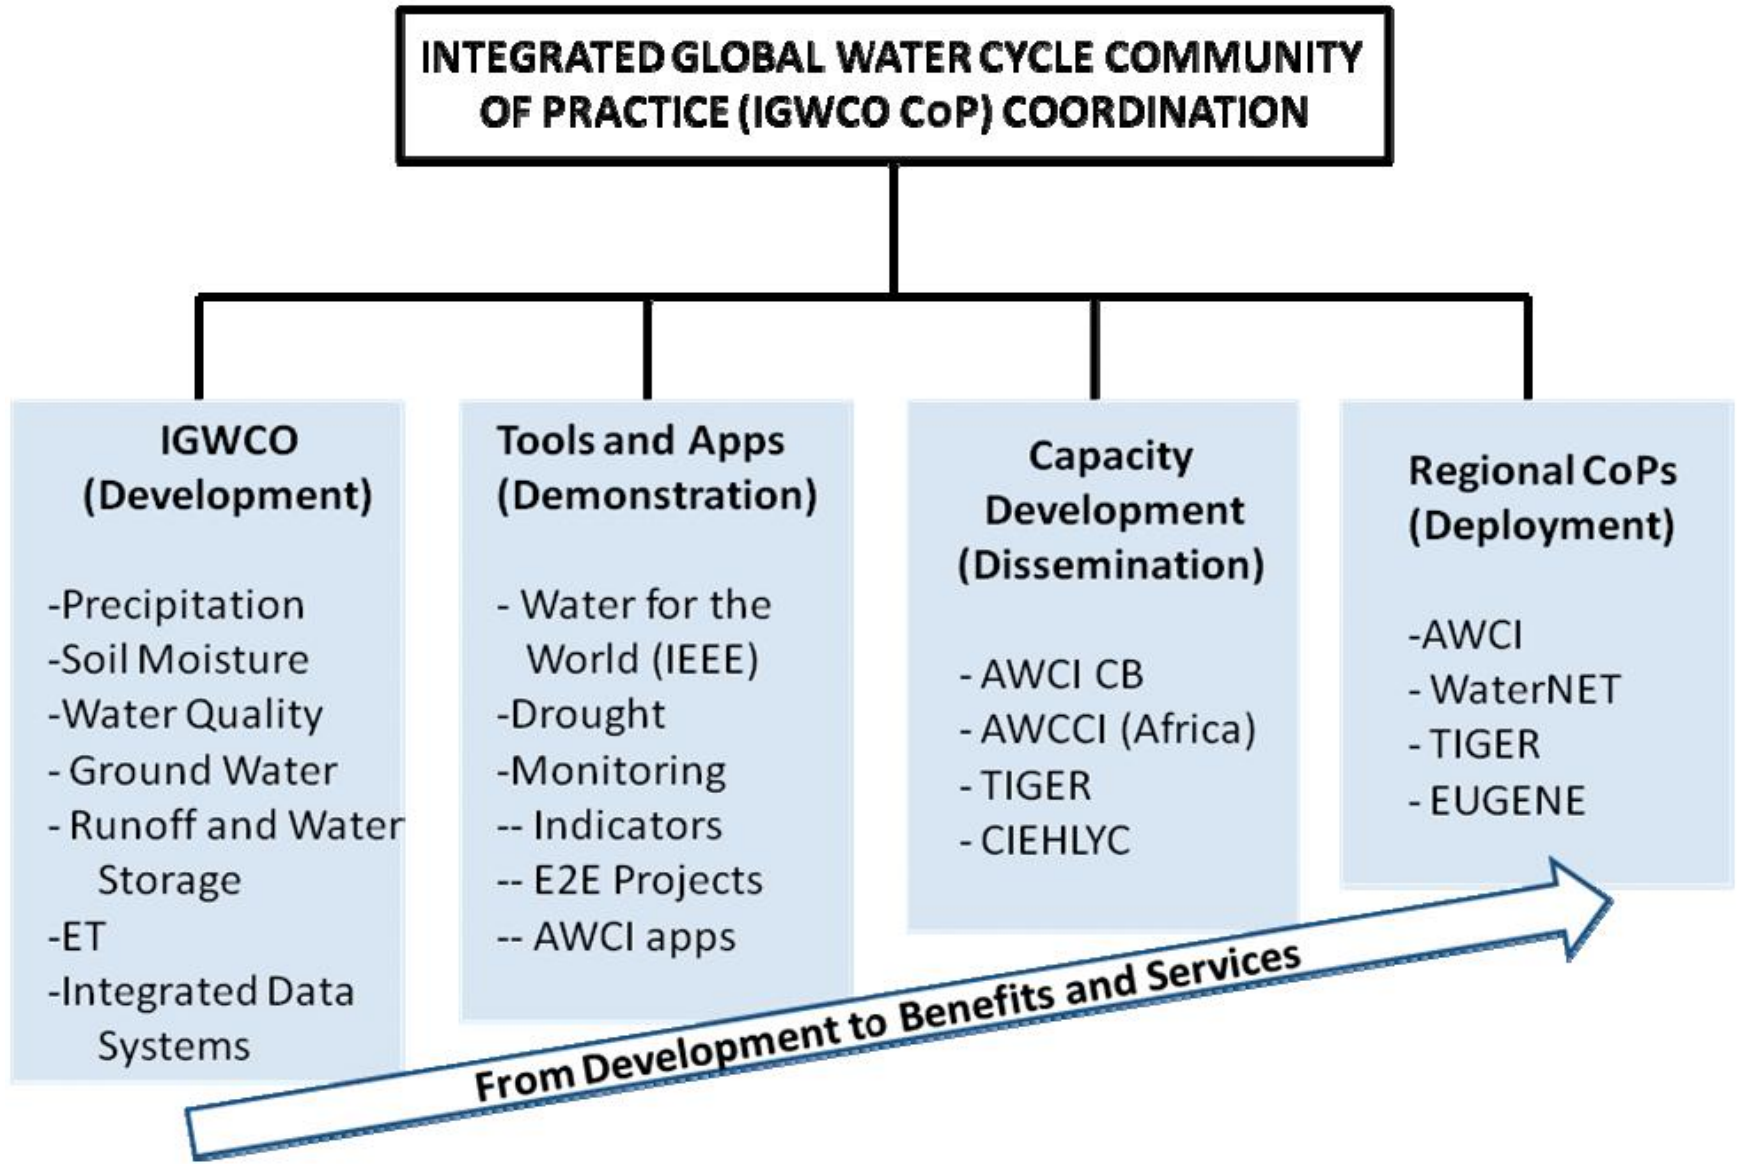 INTEGRATED GLOBAL WATER CYCLE COMMUNITY
OF PRACTICE (IGWCO CoP) COORDINATION
IGWCO
(Development)
-Precipitation
-Soil Moisture
-Water Quality
- Ground Water
- Runoff and Water
Storage
-ET
-Integrated Data
Systems
Tools and Apps
(Demonstration)
- Water for the
World (IEEE)
-Drought
-Monitoring
-- Indicators
-- E2E Projects
-- AWCI apps
Capacity
Development
(Dissemination)
- AWCI CB
- AWCCI (Africa)
- TIGER
- CIEHLYC
Regional CoPs
(Deployment)
-AWCI
- WaterNET
- TIGER
- EUGENE
From Development to Benefits and Services